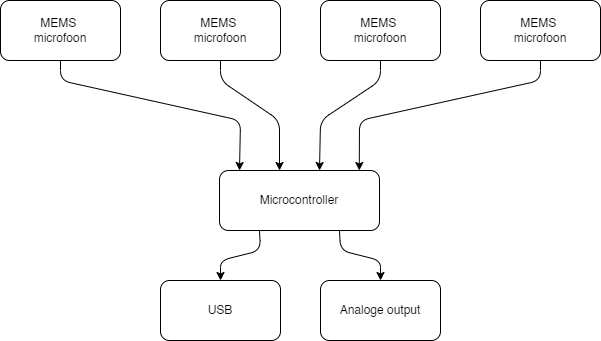 MEMS
microfoon
MEMS
microfoon
MEMS
microfoon
MEMS
microfoon
Microcontroller
USB
Analoge output